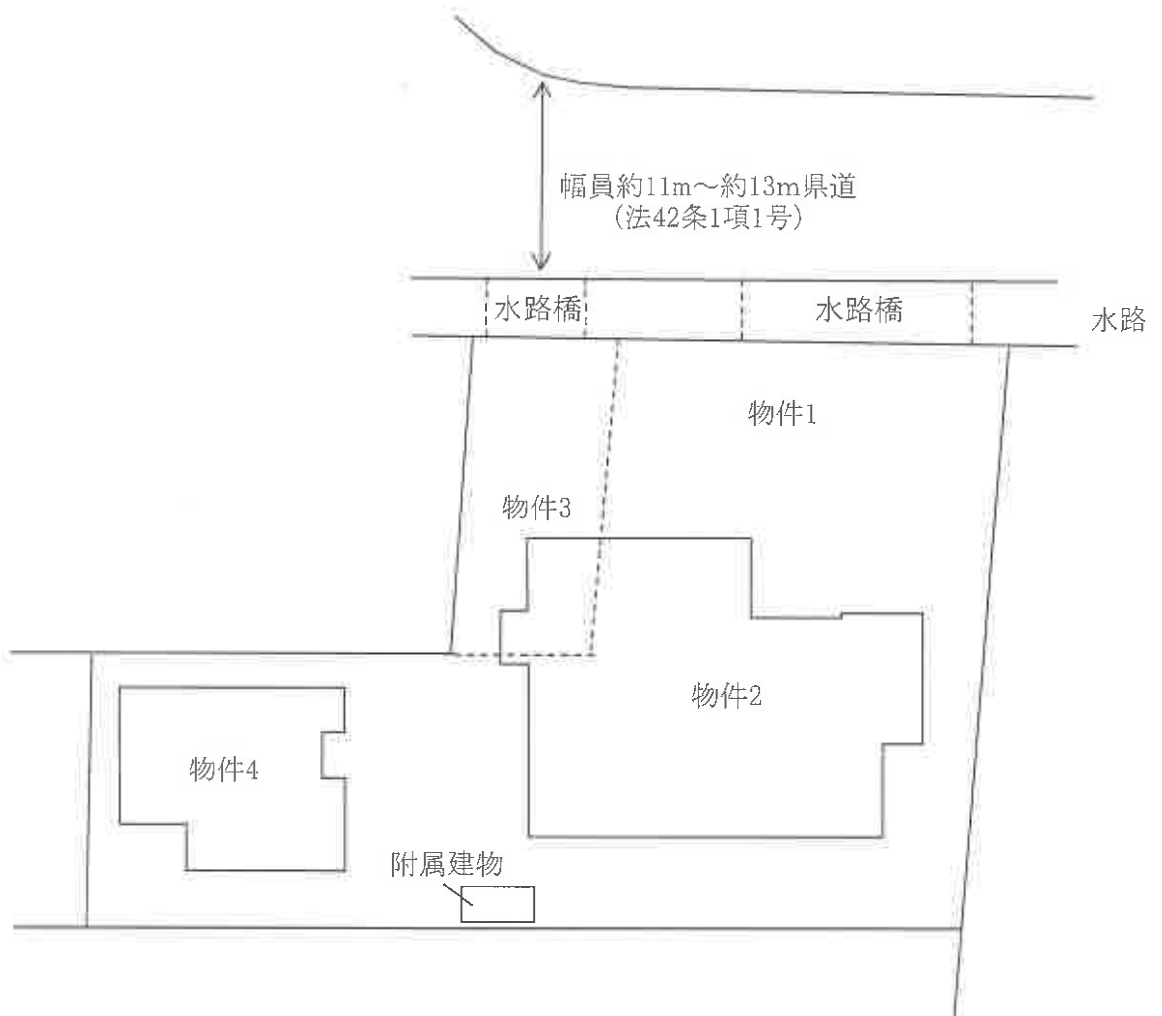 幅員約11m～約13m県道
(法42条1項1号)
水路橋
水路橋
水路
物件1
物件3
物件2
物件4
附属建物